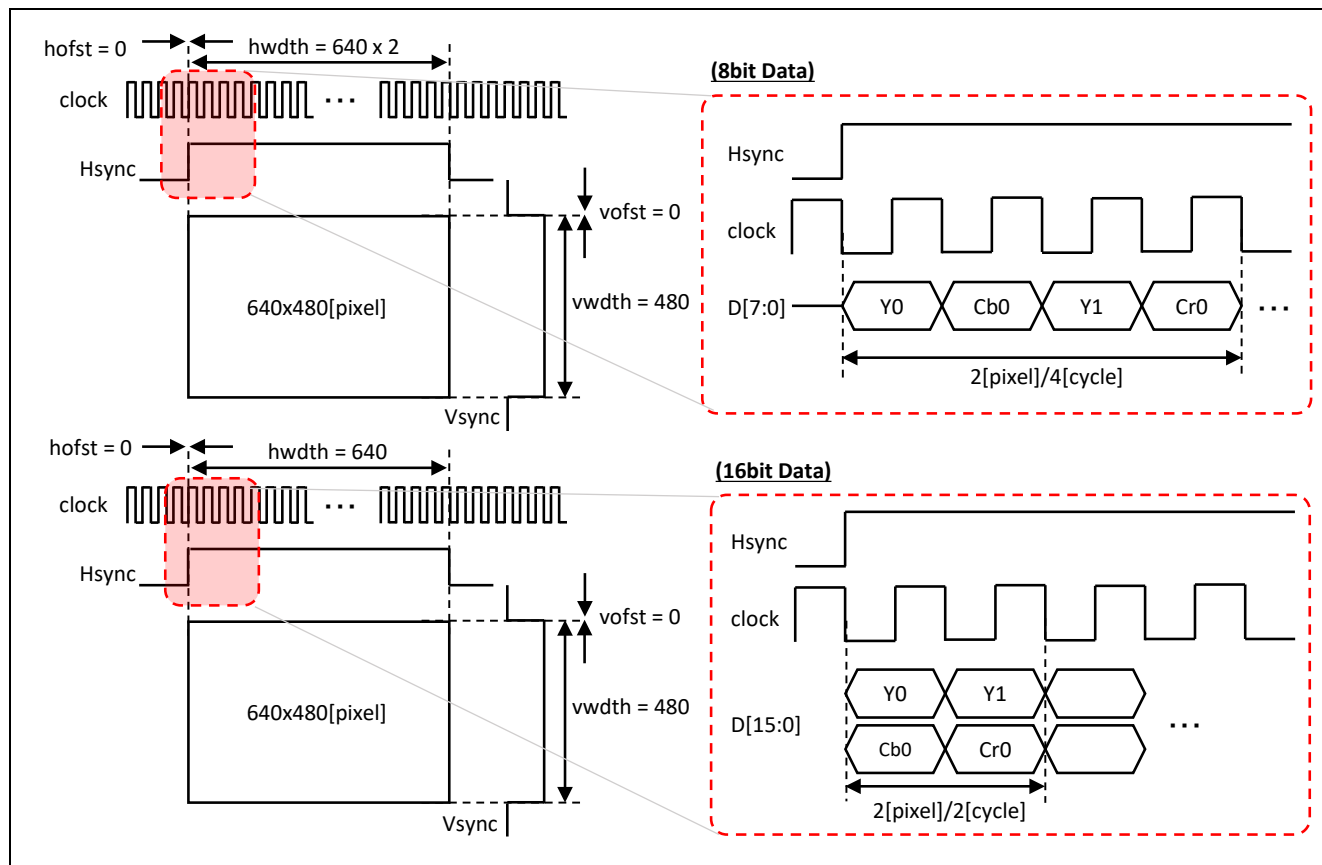 hofst = 0
hwdth = 640 x 2
clock
...
Hsync
vofst = 0
640x480[pixel]
vwdth = 480
Vsync
(8bit Data)
Hsync
clock
D[7:0] Y0 Cb0 Y1 Cr0 ...
2[pixel]/4[cycle]
hofst = 0
hwdth = 640
clock
...
Hsync
vofst = 0
640x480[pixel]
vwdth = 480
Vsync
(16bit Data)
Hsync
clock
Y0 Y1
D[15:0] ...
Cb0 Cr0
2[pixel]/2[cycle]